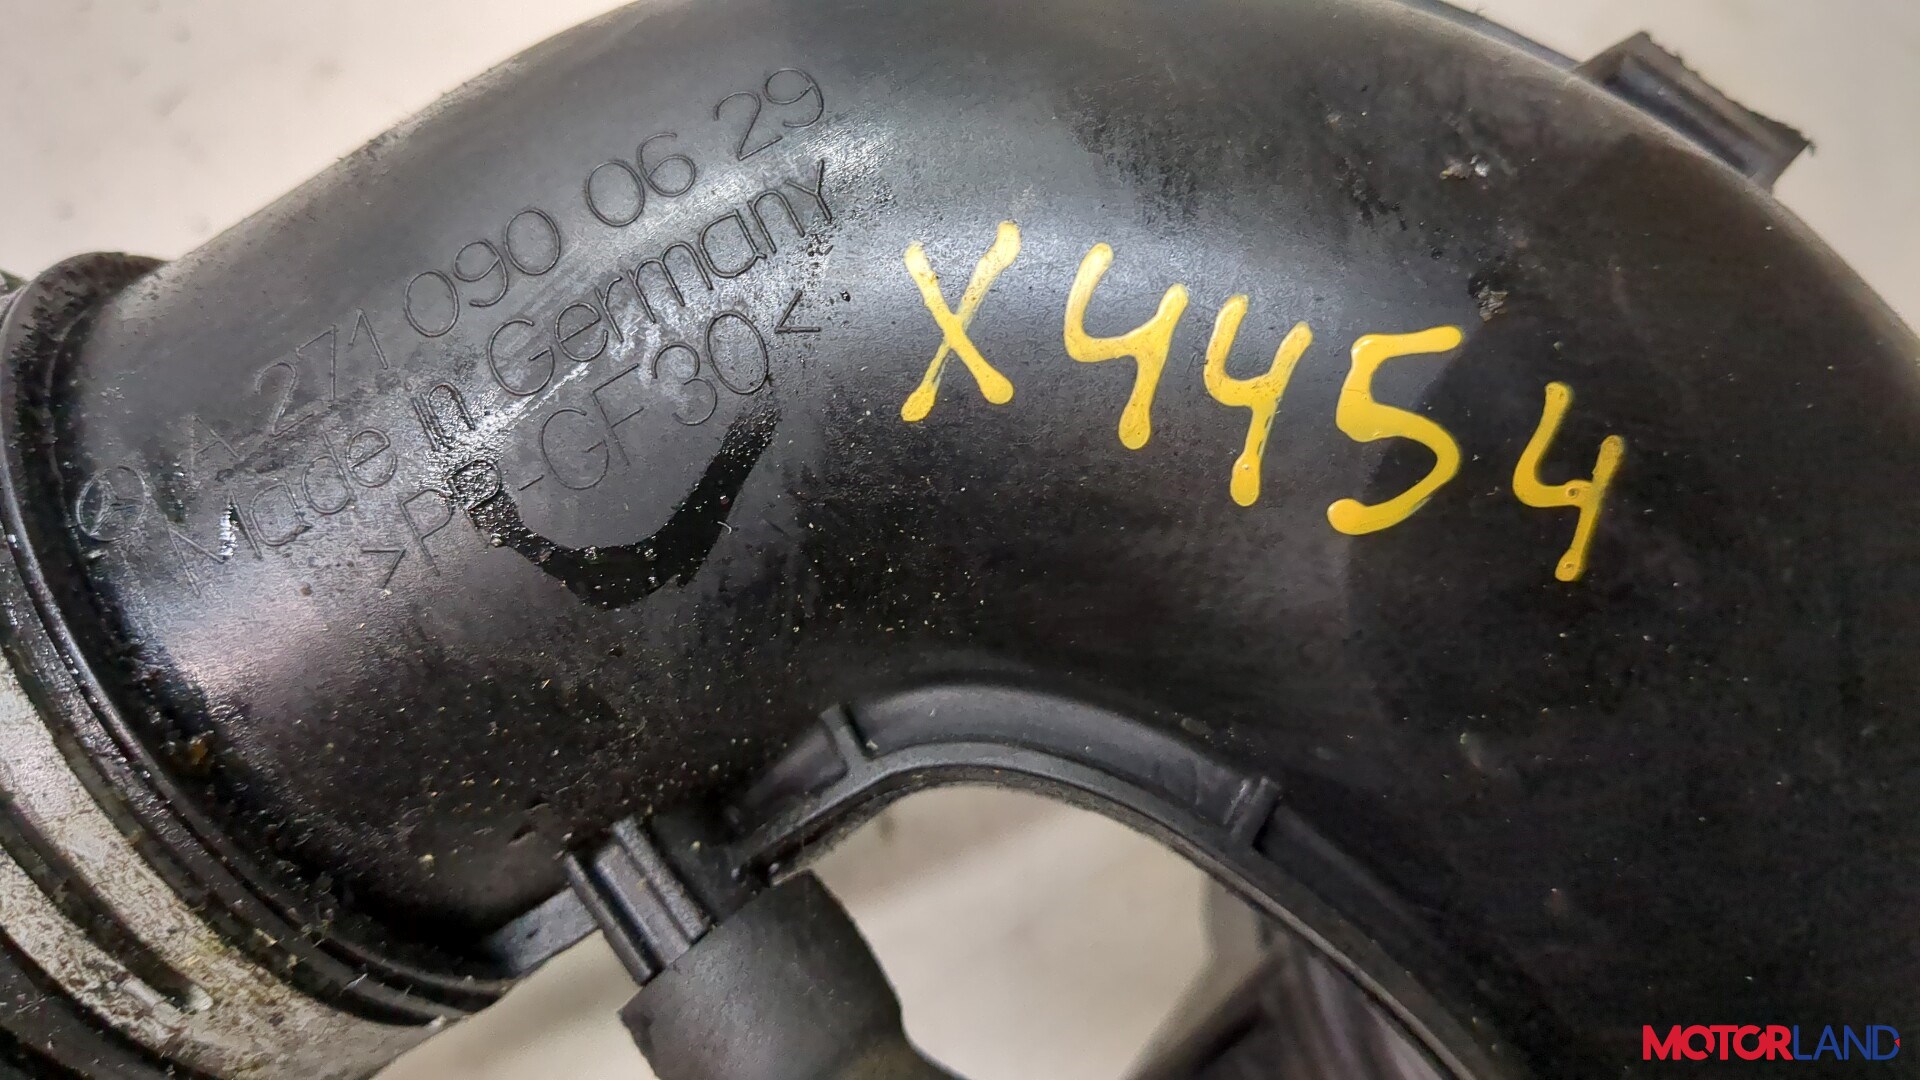 A 271 090 06 29
Made in Germany
>PP-GF30<
X4454
MOTORLAND